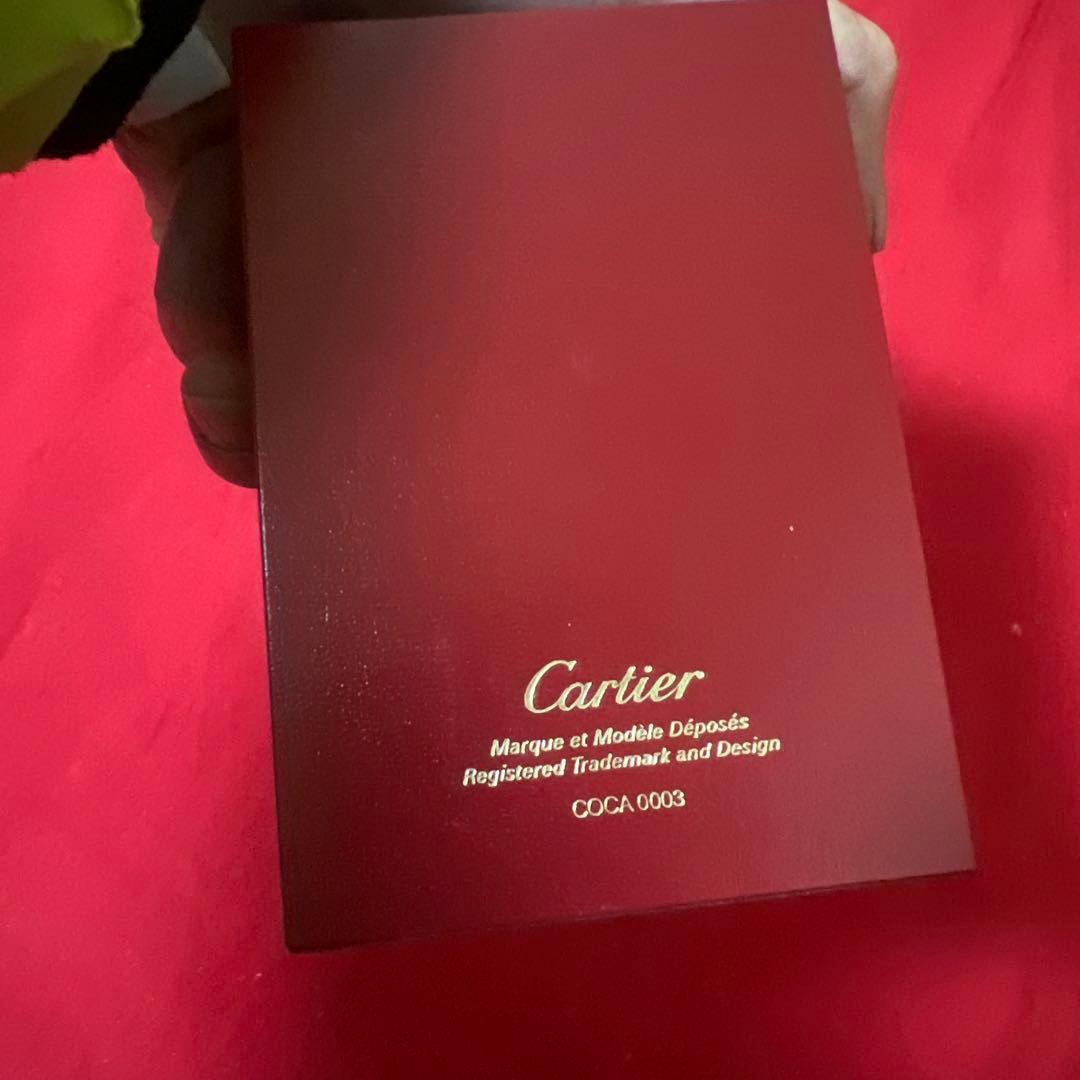 Cartier
Marque et Modèle Déposés
Registered Trademark and Design
COCA 0003